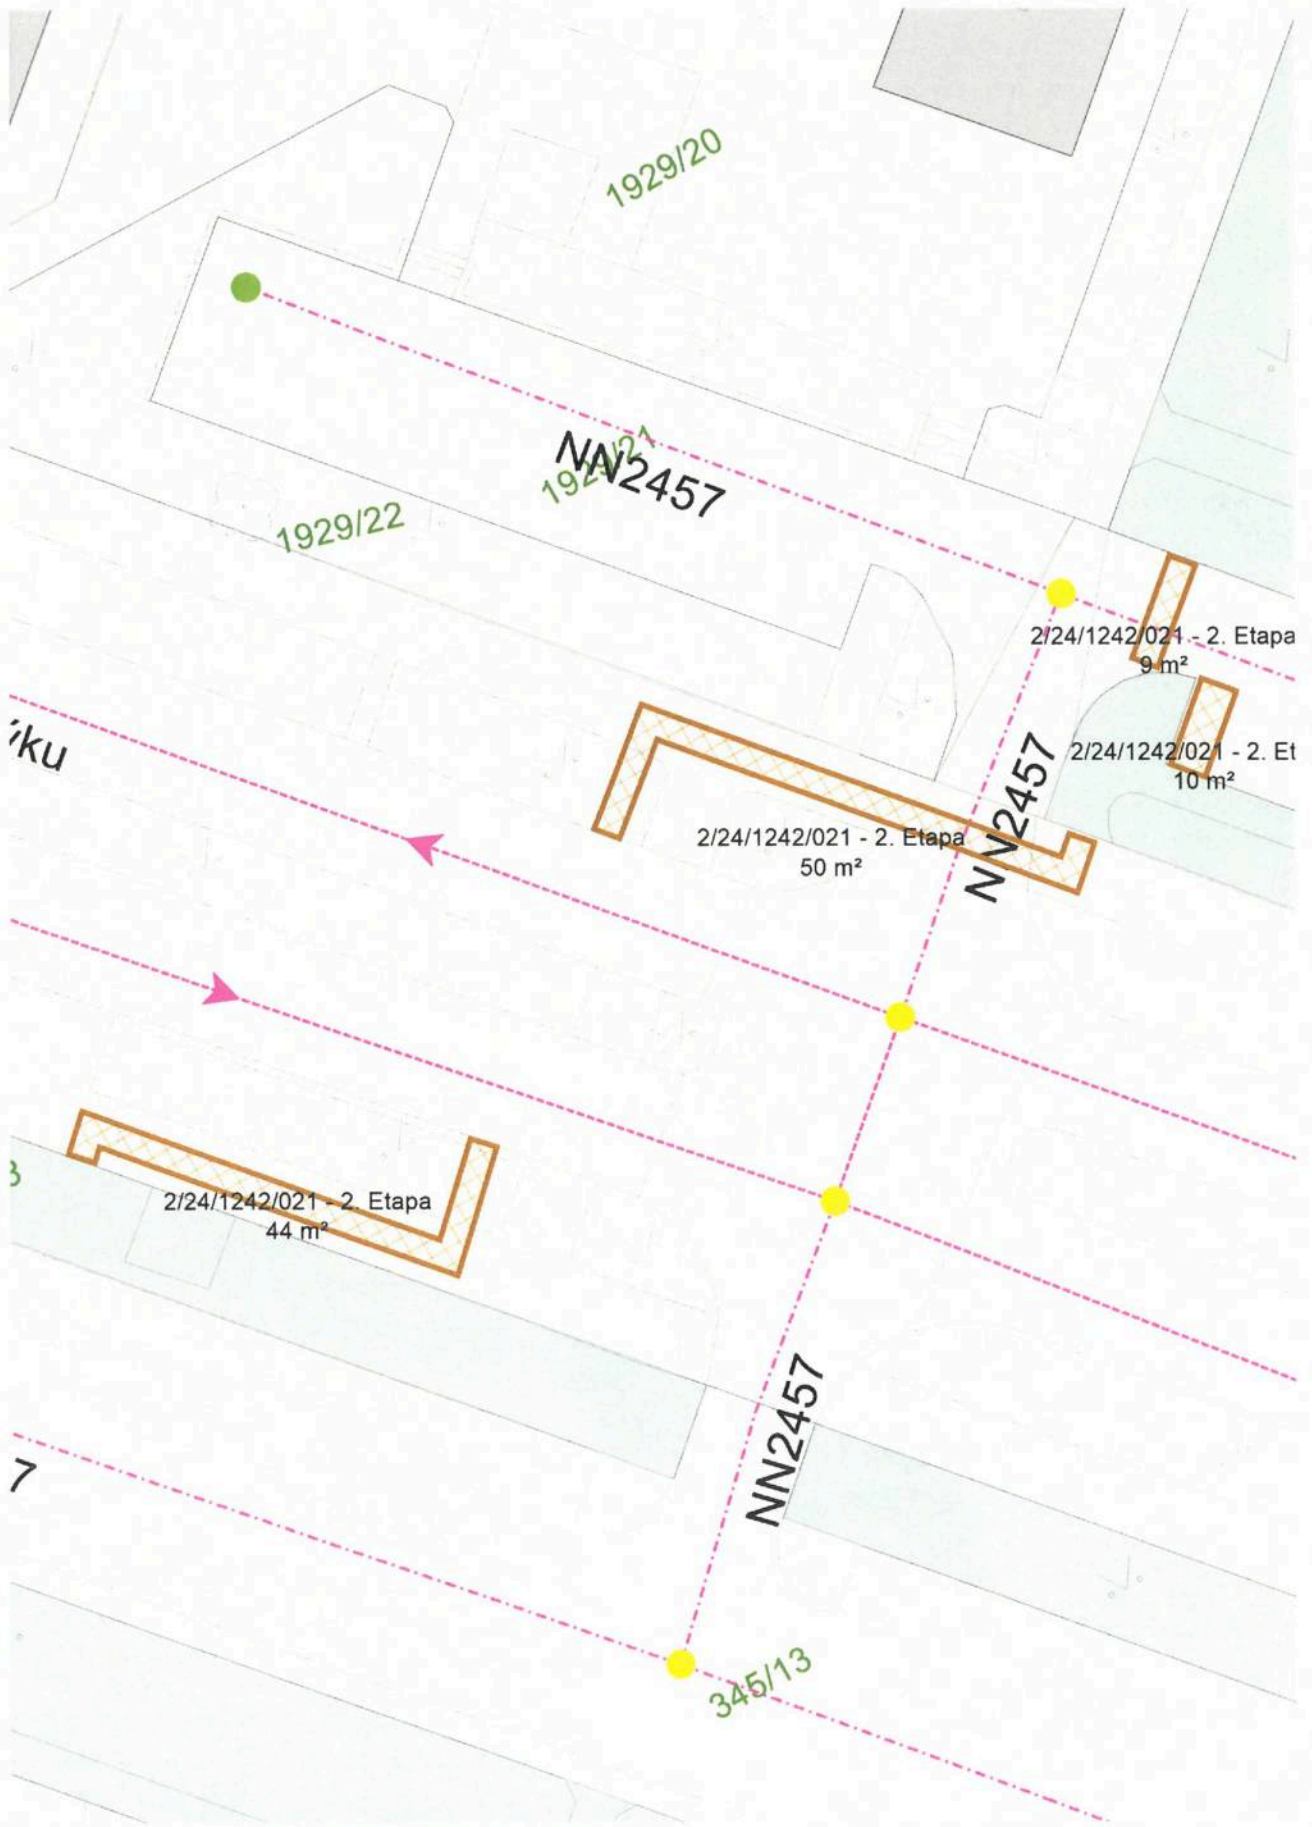 1929/20
1929/21
NN2457
1929/22
2/24/1242/021 - 2. Etapa
9 m²
ýku
2/24/1242/021 - 2. Et
10 m²
NN2457
2/24/1242/021 - 2. Etapa
50 m²
3
2/24/1242/021 - 2. Etapa
44 m²
NN2457
7
345/13